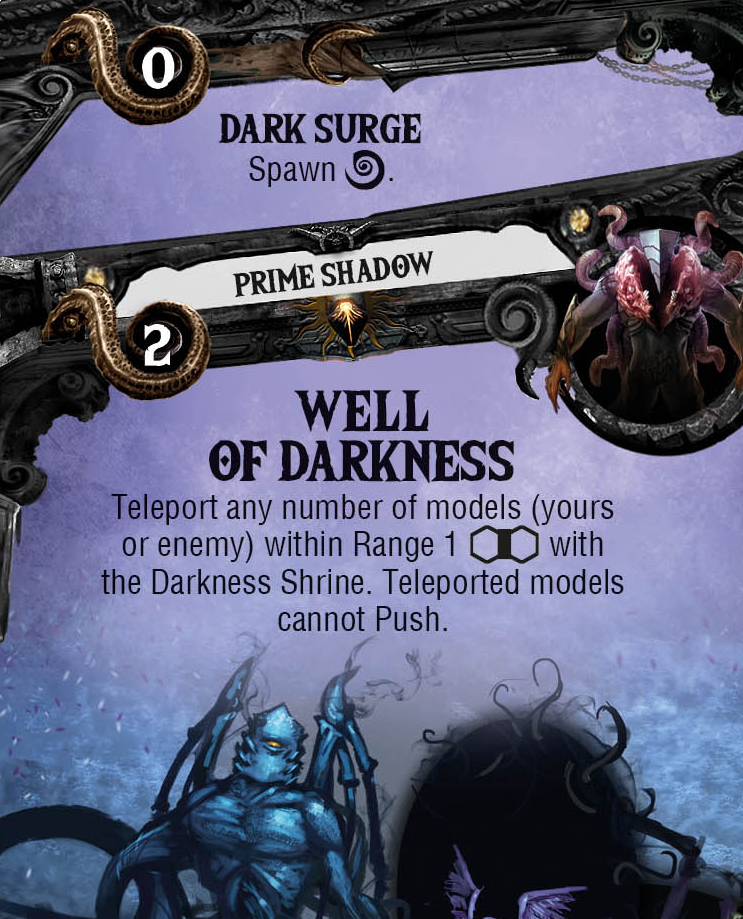 0
DARK SURGE
Spawn .
PRIME SHADOW
2
WELL
OF DARKNESS
Teleport any number of models (yours
or enemy) within Range 1 with
the Darkness Shrine. Teleported models
cannot Push.